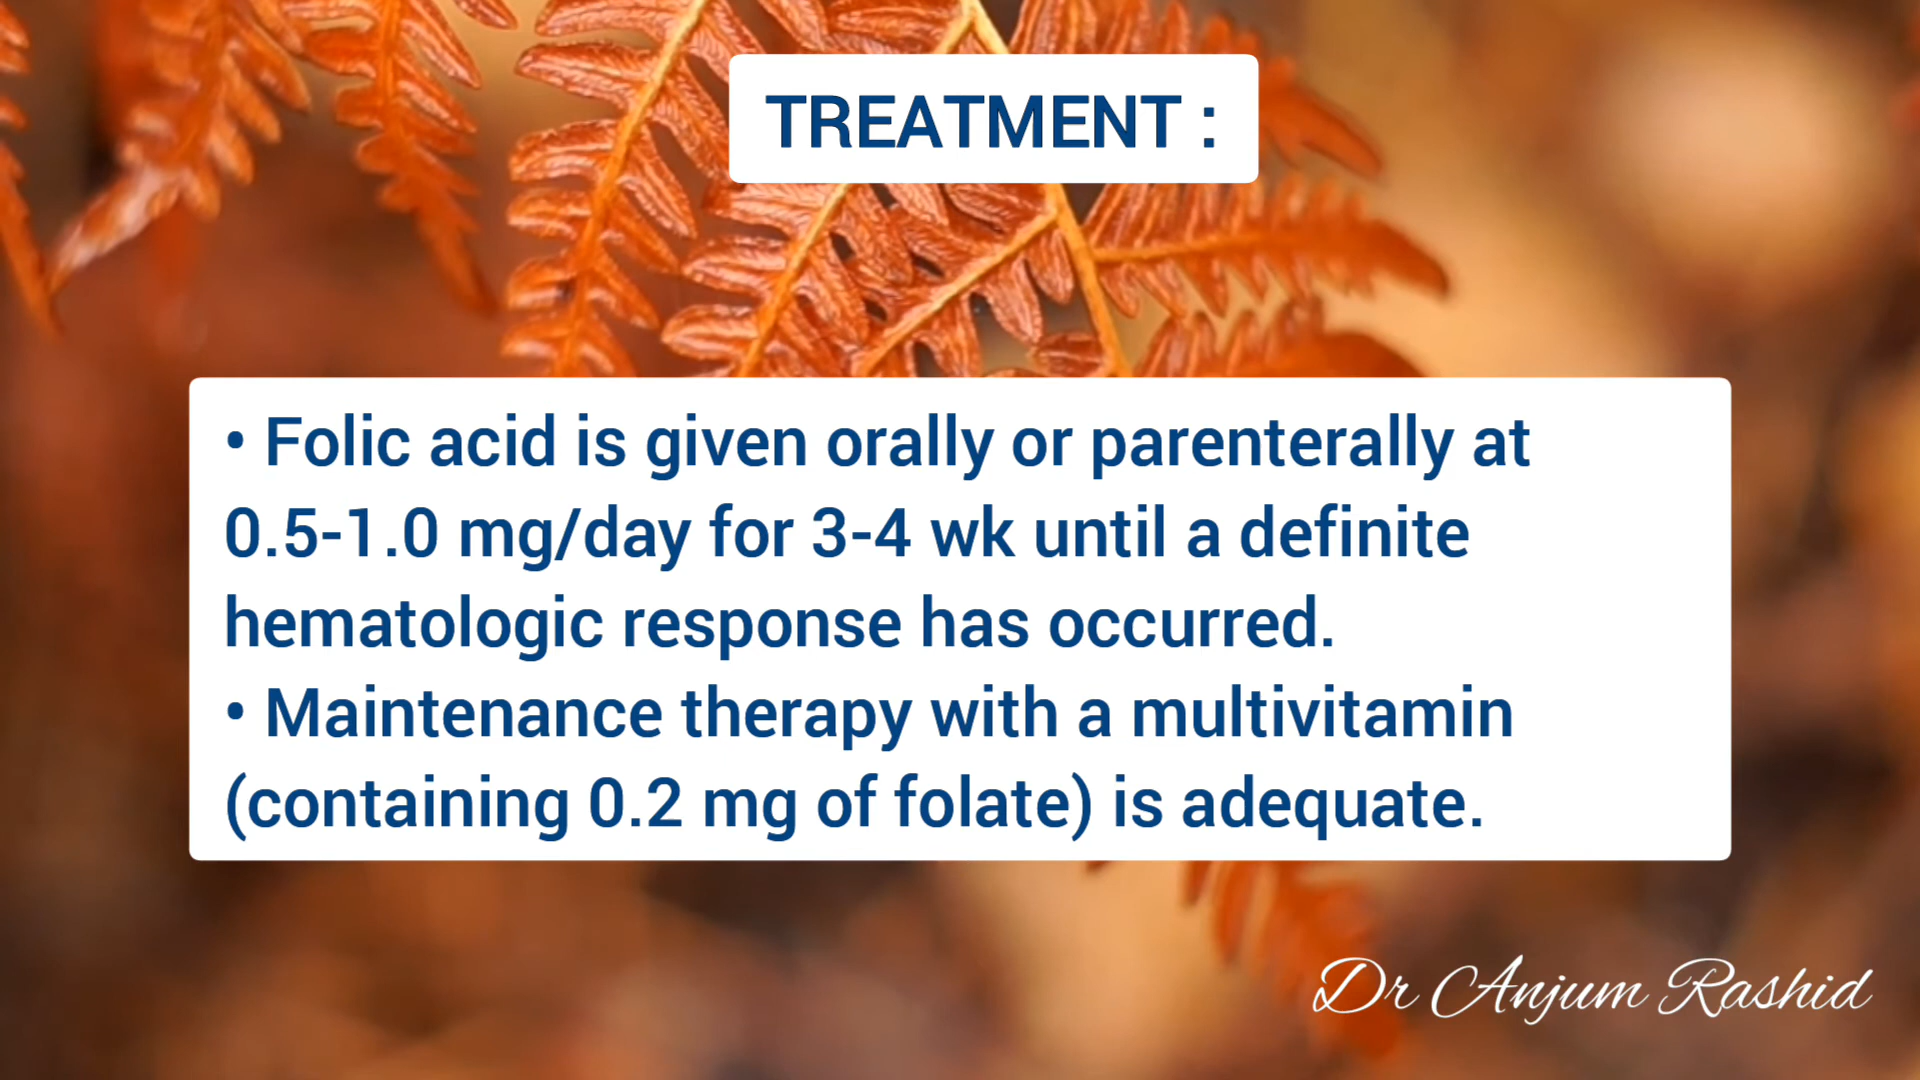 TREATMENT :
• Folic acid is given orally or parenterally at
0.5-1.0 mg/day for 3-4 wk until a definite
hematologic response has occurred.
• Maintenance therapy with a multivitamin
(containing 0.2 mg of folate) is adequate.
Dr Anjum Rashid